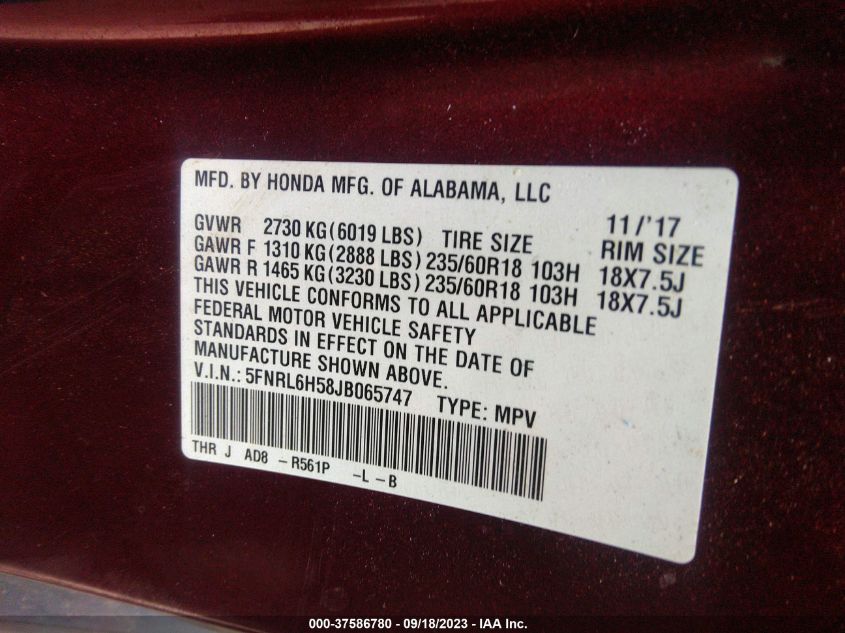 MFD. BY HONDA MFG. OF ALABAMA, LLC
11/'17
GVWR 2730 KG (6019 LBS) TIRE SIZE RIM SIZE
GAWR F 1310 KG (2888 LBS) 235/60R18 103H 18X7.5J
GAWR R 1465 KG (3230 LBS) 235/60R18 103H 18X7.5J
THIS VEHICLE CONFORMS TO ALL APPLICABLE
FEDERAL MOTOR VEHICLE SAFETY
STANDARDS IN EFFECT ON THE DATE OF
MANUFACTURE SHOWN ABOVE.
V.I.N.: 5FNRL6H58JB065747 TYPE: MPV
THR J AD8 - R561P -L - B
000-37586780 - 09/18/2023 - IAA Inc.